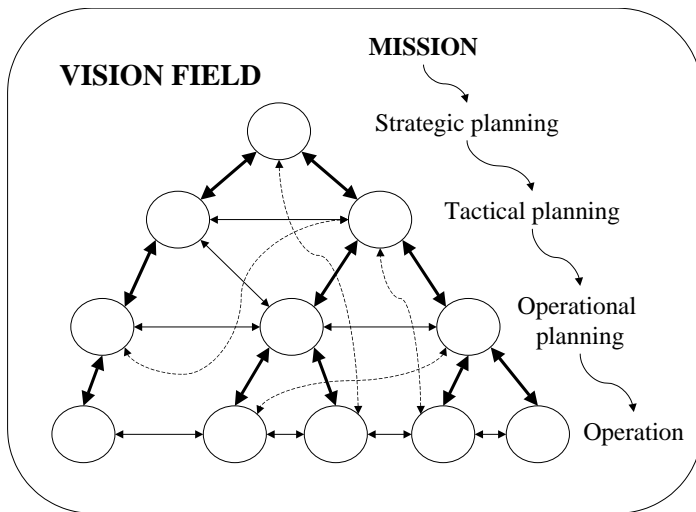 MISSION
VISION FIELD
Strategic planning
Tactical planning
Operational
planning
Operation